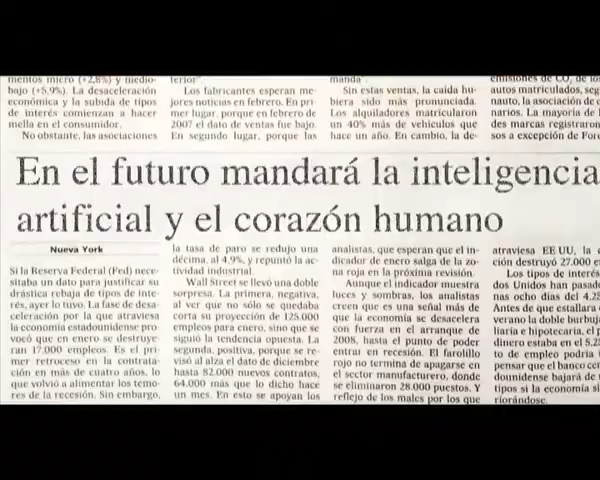 mentos micro (+2,8%) y medio-
bajo (+5,9%). La desaceleración
económica y la subida de tipos
de interés comienzan a hacer
mella en el consumidor.
No obstante, las asociaciones
terior".
Los fabricantes esperan me-
jores noticias en febrero. En pri-
mer lugar, porque en febrero de
2007 el dato de ventas fue bajo.
En segundo lugar, porque las
manda".
Sin estas ventas, la caída hu-
biera sido más pronunciada.
Los alquiladores matricularon
un 40% más de vehículos que
hace un año. En cambio, la de-
emisiones de CO₂ de los
autos matriculados, seg
nauto, la asociación de c
narios. La mayoría de l
des marcas registraron
sos a excepción de For
En el futuro mandará la inteligencia
artificial y el corazón humano
Nueva York
Si la Reserva Federal (Fed) nece-
sitaba un dato para justificar su
drástica rebaja de tipos de inte-
rés, ayer lo tuvo. La fase de desa-
celeración por la que atraviesa
la economía estadounidense pro-
vocó que en enero se destruye-
ran 17.000 empleos. Es el pri-
mer retroceso en la contrata-
ción en más de cuatro años, lo
que volvió a alimentar los temo-
res de la recesión. Sin embargo,
la tasa de paro se redujo una
décima, al 4,9%, y repuntó la ac-
tividad industrial.
Wall Street se llevó una doble
sorpresa. La primera, negativa,
al ver que no sólo se quedaba
corta su proyección de 125.000
empleos para enero, sino que se
siguió la tendencia opuesta. La
segunda, positiva, porque se re-
visó al alza el dato de diciembre
hasta 82.000 nuevos contratos,
64.000 más que lo dicho hace
un mes. En esto se apoyan los
analistas, que esperan que el in-
dicador de enero salga de la zo-
na roja en la próxima revisión.
Aunque el indicador muestra
luces y sombras, los analistas
creen que es una señal más de
que la economía se desacelera
con fuerza en el arranque de
2008, hasta el punto de poder
entrar en recesión. El farolillo
rojo no termina de apagarse en
el sector manufacturero, donde
se eliminaron 28.000 puestos. Y
reflejo de los males por los que
atraviesa EE UU, la c
ción destruyó 27.000 e
Los tipos de interés
dos Unidos han pasado
nas ocho días del 4,25
Antes de que estallara
verano la doble burbuj
liaria e hipotecaria, el p
dinero estaba en el 5,25
to de empleo podría
pensar que el banco cen
dounidense bajará de
tipos si la economía si
riorándose.